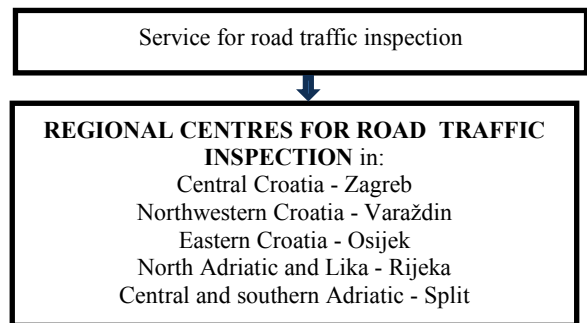 Service for road traffic inspection
REGIONAL CENTRES FOR ROAD TRAFFIC
INSPECTION in:
Central Croatia - Zagreb
Northwestern Croatia - Varaždin
Eastern Croatia - Osijek
North Adriatic and Lika - Rijeka
Central and southern Adriatic - Split